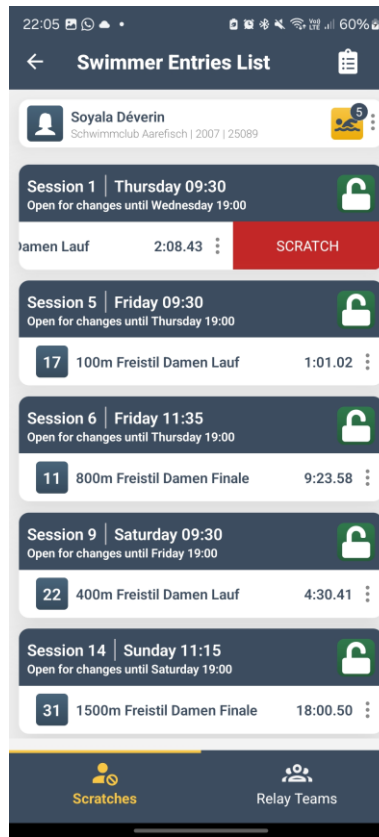 22:05 60%
Swimmer Entries List
Soyala Déverin
Schwimmclub Aarefisch | 2007 | 25089
5
Session 1 | Thursday 09:30
Open for changes until Wednesday 19:00
Damen Lauf 2:08.43 SCRATCH
Session 5 | Friday 09:30
Open for changes until Thursday 19:00
17 100m Freistil Damen Lauf 1:01.02
Session 6 | Friday 11:35
Open for changes until Thursday 19:00
11 800m Freistil Damen Finale 9:23.58
Session 9 | Saturday 09:30
Open for changes until Friday 19:00
22 400m Freistil Damen Lauf 4:30.41
Session 14 | Sunday 11:15
Open for changes until Saturday 19:00
31 1500m Freistil Damen Finale 18:00.50
Scratches Relay Teams